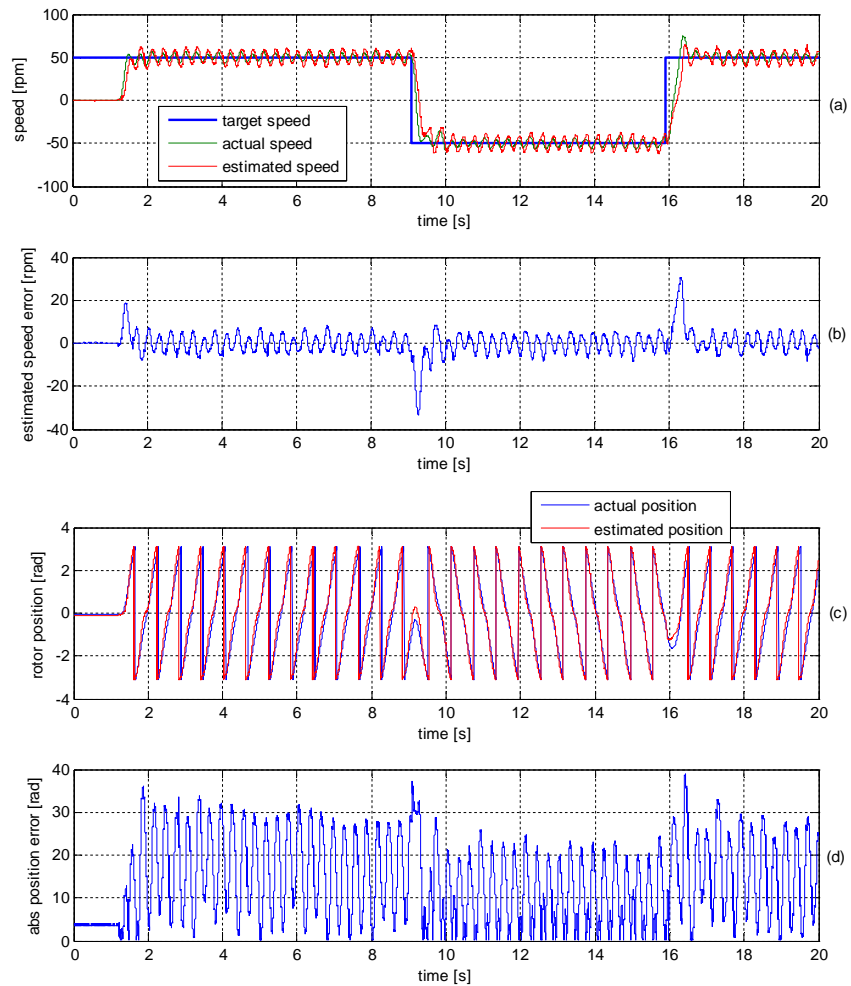 100
50
0
-50
-100
speed [rpm]
target speed
actual speed
estimated speed
(a)
0 2 4 6 8 10 12 14 16 18 20
time [s]
40
20
0
-20
-40
estimated speed error [rpm]
(b)
0 2 4 6 8 10 12 14 16 18 20
time [s]
actual position
estimated position
4
2
0
-2
-4
rotor position [rad]
(c)
0 2 4 6 8 10 12 14 16 18 20
time [s]
40
30
20
10
0
abs position error [rad]
(d)
0 2 4 6 8 10 12 14 16 18 20
time [s]